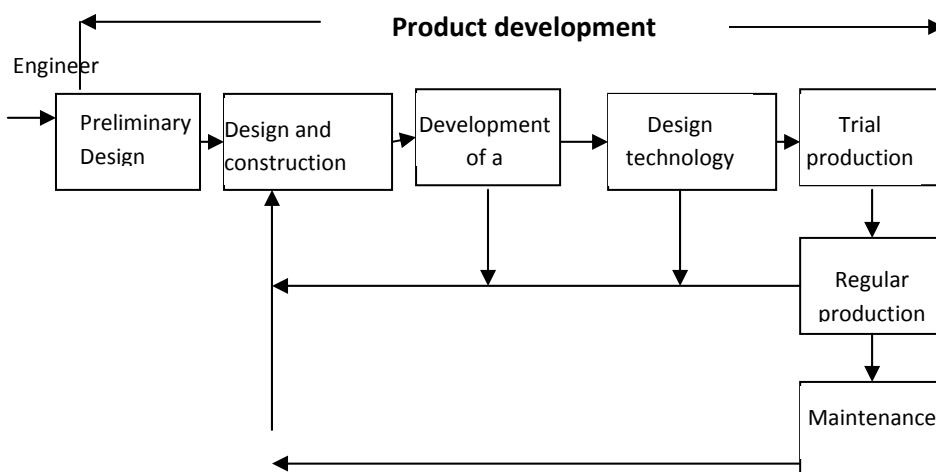 Product development
Engineer
Preliminary
Design
Design and
construction
Development
of a
Design
technology
Trial
production
Regular
production
Maintenance